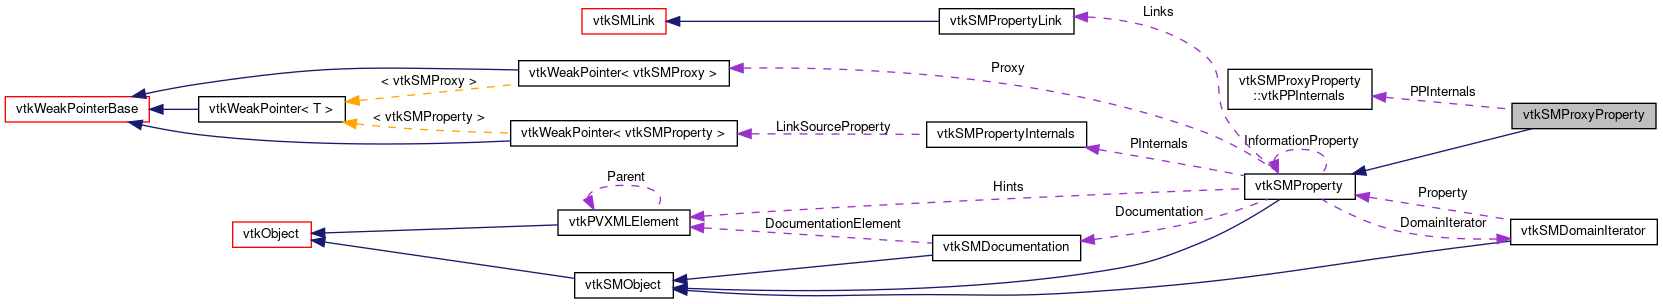 Links
vtkSMLink
vtkSMPropertyLink
Proxy
vtkWeakPointer< vtkSMProxy >
< vtkSMProxy >
vtkSMProxyProperty
::vtkPPInternals
PPInternals
vtkWeakPointerBase
vtkWeakPointer< T >
vtkSMProxyProperty
< vtkSMProperty >
vtkWeakPointer< vtkSMProperty >
LinkSourceProperty
vtkSMPropertyInternals
PInternals
InformationProperty
Parent
Hints
vtkSMProperty
Property
vtkPVXMLElement
DocumentationElement
Documentation
DomainIterator
vtkObject
vtkSMDocumentation
vtkSMDomainIterator
vtkSMObject